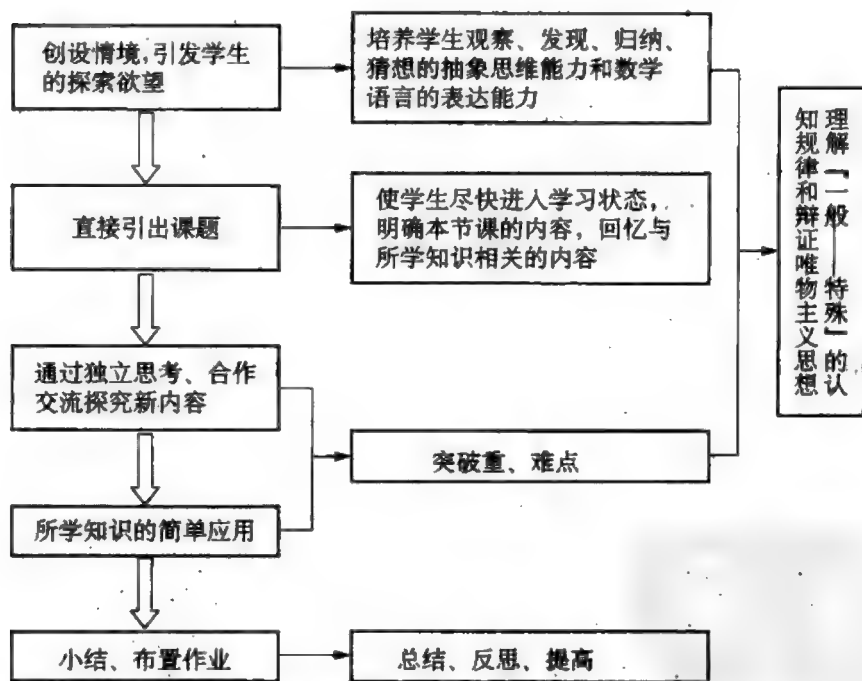 创设情境,引发学生
的探索欲望
培养学生观察、发现、归纳、
猜想的抽象思维能力和数学
语言的表达能力
理解『一般——特殊』的认
知规律和辩证唯物主义思想
直接引出课题
使学生尽快进入学习状态,
明确本节课的内容,回忆与
所学知识相关的内容
通过独立思考、合作
交流探究新内容
突破重、难点
所学知识的简单应用
小结、布置作业
总结、反思、提高